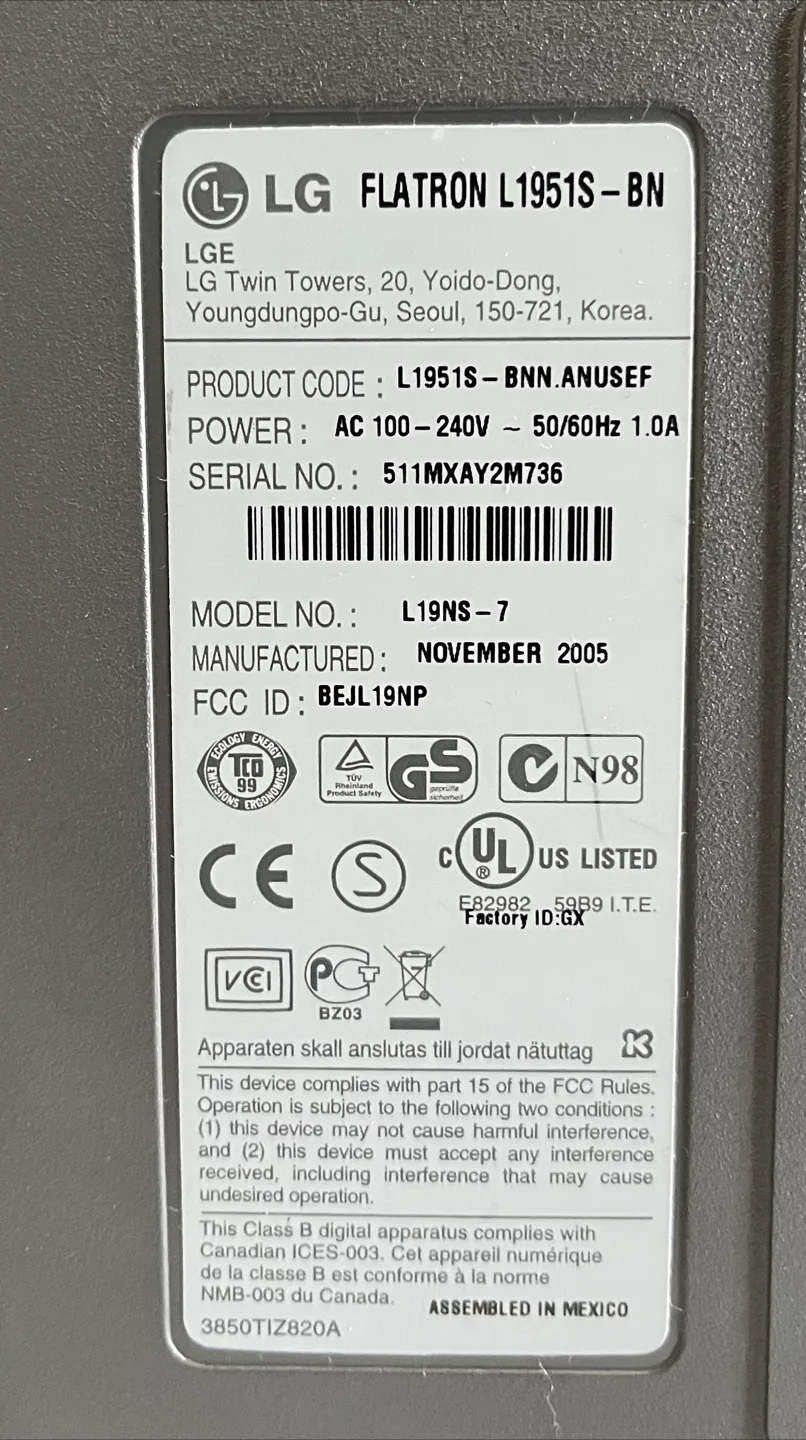 LG FLATRON L1951S-BN
LGE
LG Twin Towers, 20, Yoido-Dong,
Youngdungpo-Gu, Seoul, 150-721, Korea.
PRODUCT CODE : L1951S-BNN.ANUSEF
POWER : AC 100-240V ~ 50/60Hz 1.0A
SERIAL NO. : 511MXAY2M736
MODEL NO. : L19NS-7
MANUFACTURED : NOVEMBER 2005
FCC ID : BEJL19NP
ECOLOGY ENERGY
TCO
99
EMISSIONS ERGONOMICS
TÜV
Rheinland
Product Safety
GS
geprüfte
sicherheit
N98
CE
S
C UL ® US LISTED
E82982 59B9 I.T.E.
Factory ID:GX
VCI
PCT
BZ03
Apparaten skall anslutas till jordat nätuttag
This device complies with part 15 of the FCC Rules.
Operation is subject to the following two conditions :
(1) this device may not cause harmful interference,
and (2) this device must accept any interference
received, including interference that may cause
undesired operation.
This Class B digital apparatus complies with
Canadian ICES-003. Cet appareil numérique
de la classe B est conforme à la norme
NMB-003 du Canada.
ASSEMBLED IN MEXICO
3850TIZ820A